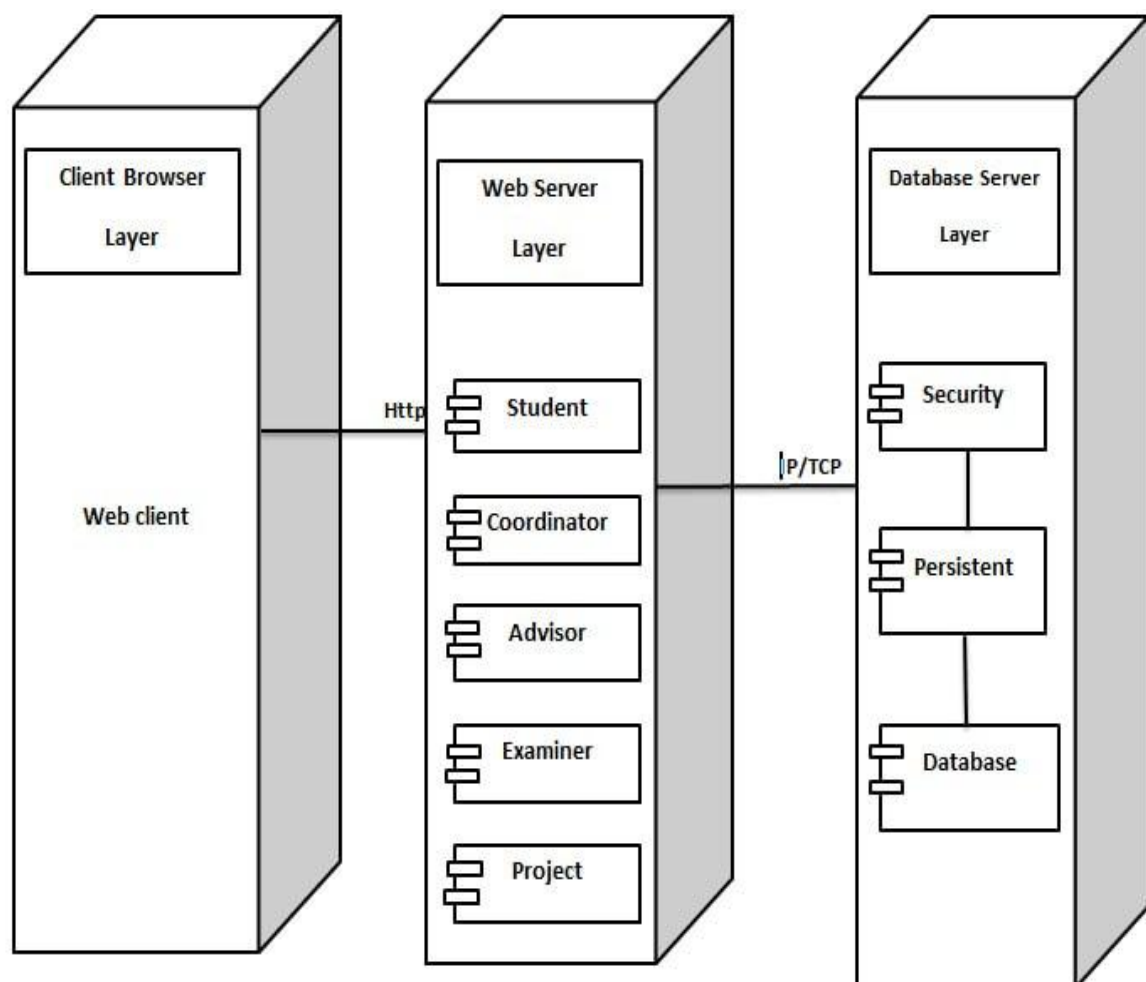 Client Browser
Layer
Web client
Http
Web Server
Layer
Student
Coordinator
Advisor
Examiner
Project
IP/TCP
Database Server
Layer
Security
Persistent
Database